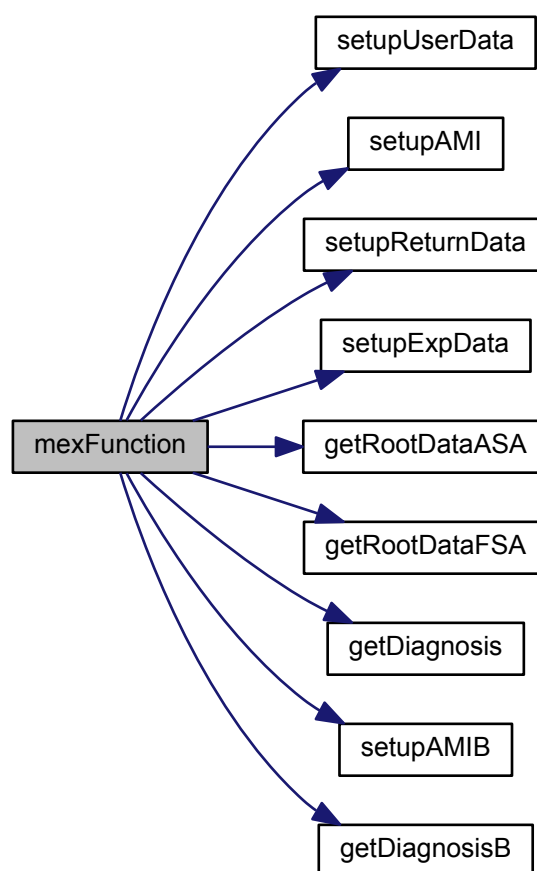 setupUserData
setupAMI
setupReturnData
setupExpData
mexFunction
getRootDataASA
getRootDataFSA
getDiagnosis
setupAMIB
getDiagnosisB